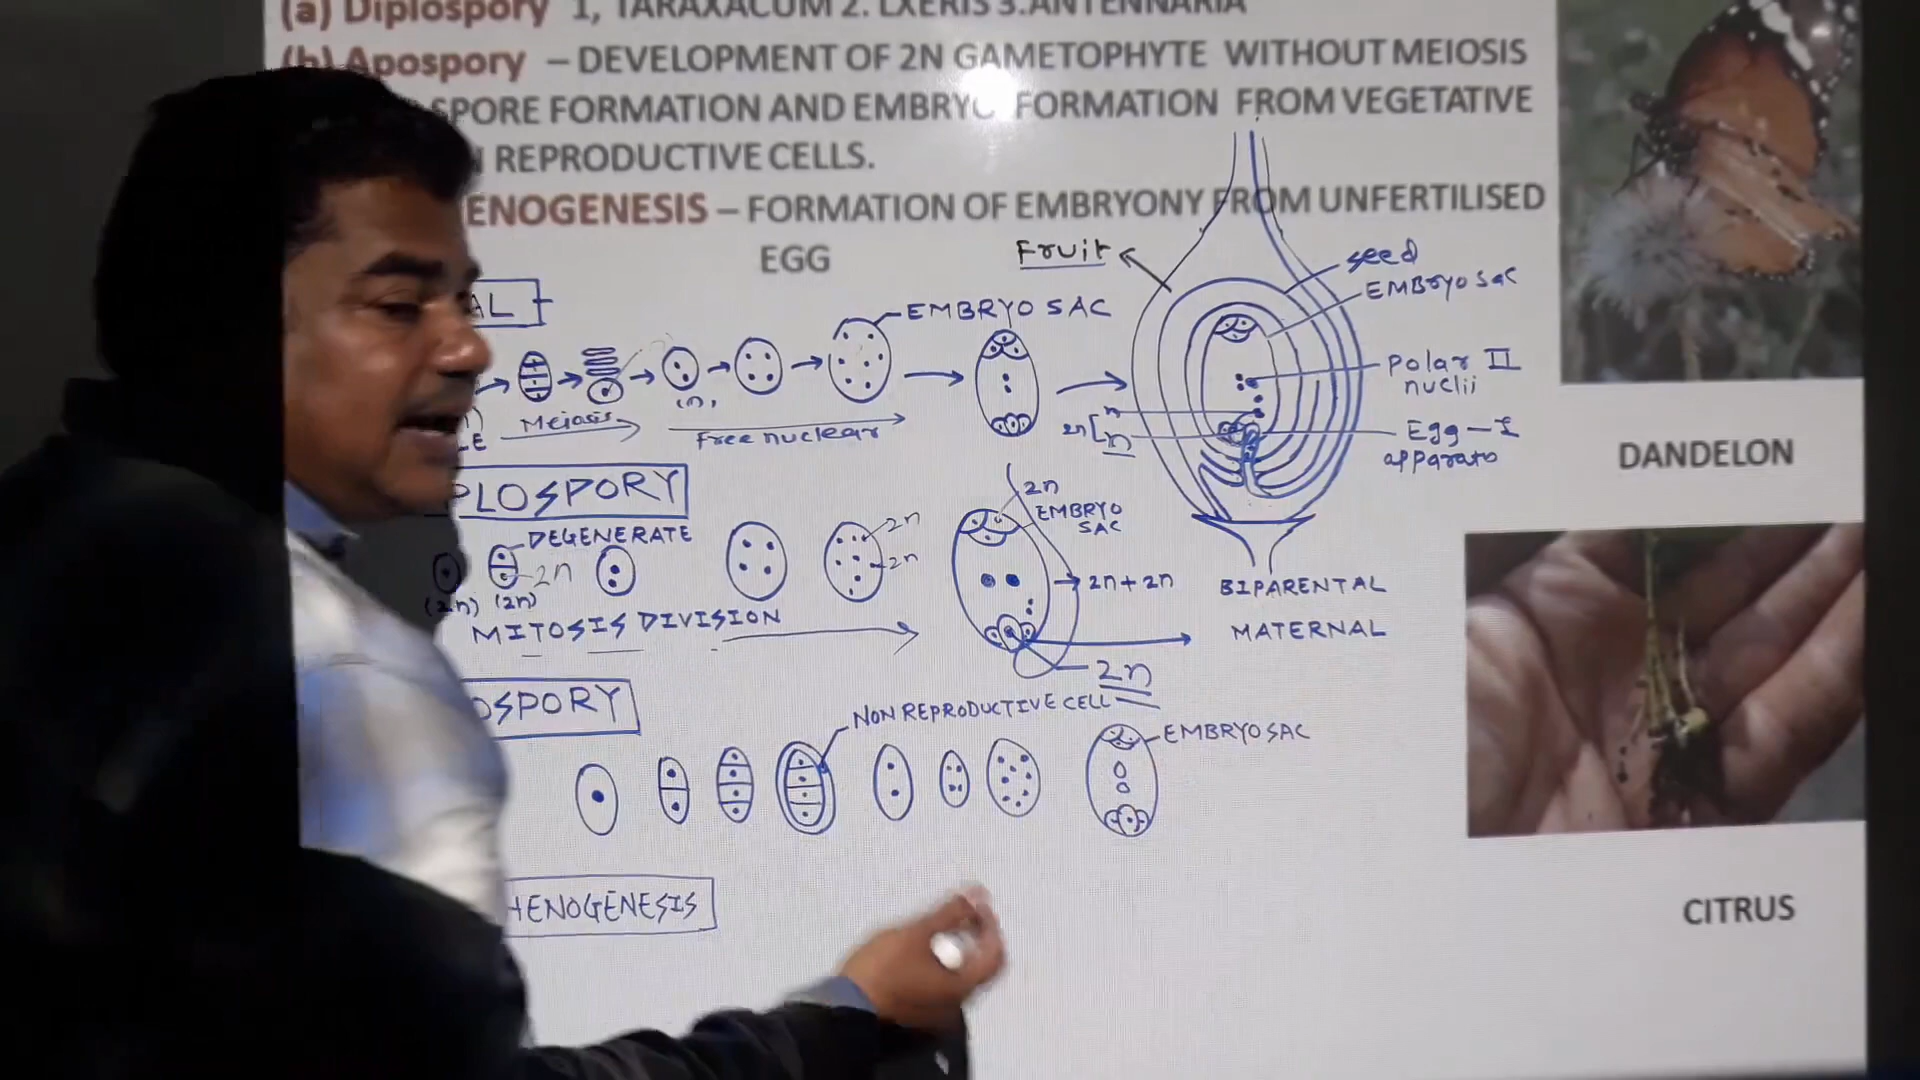 (a) Diplospory 1, TARAXACUM 2. LXERIS 3.ANTENNARIA
(b) Apospory – DEVELOPMENT OF 2N GAMETOPHYTE WITHOUT MEIOSIS
SPORE FORMATION AND EMBRYO FORMATION FROM VEGETATIVE
REPRODUCTIVE CELLS.
ENOGENESIS – FORMATION OF EMBRYONY FROM UNFERTILISED
EGG
Fruit
seed
EMBRYO SAC
AL
EMBRYO SAC
Polar II
nuclii
(n)
n
2n[
n
Meiosis
LE
Free nuclear
Egg – I
apparato
DANDELON
PLOSPORY
2n
EMBRYO
SAC
DEGENERATE
2n
2n
2n
(2n) (2n)
2n+2n
BIPARENTAL
MITOSIS DIVISION
MATERNAL
2n
OSPORY
NON REPRODUCTIVE CELL
EMBRYO SAC
HENOGENESIS
CITRUS